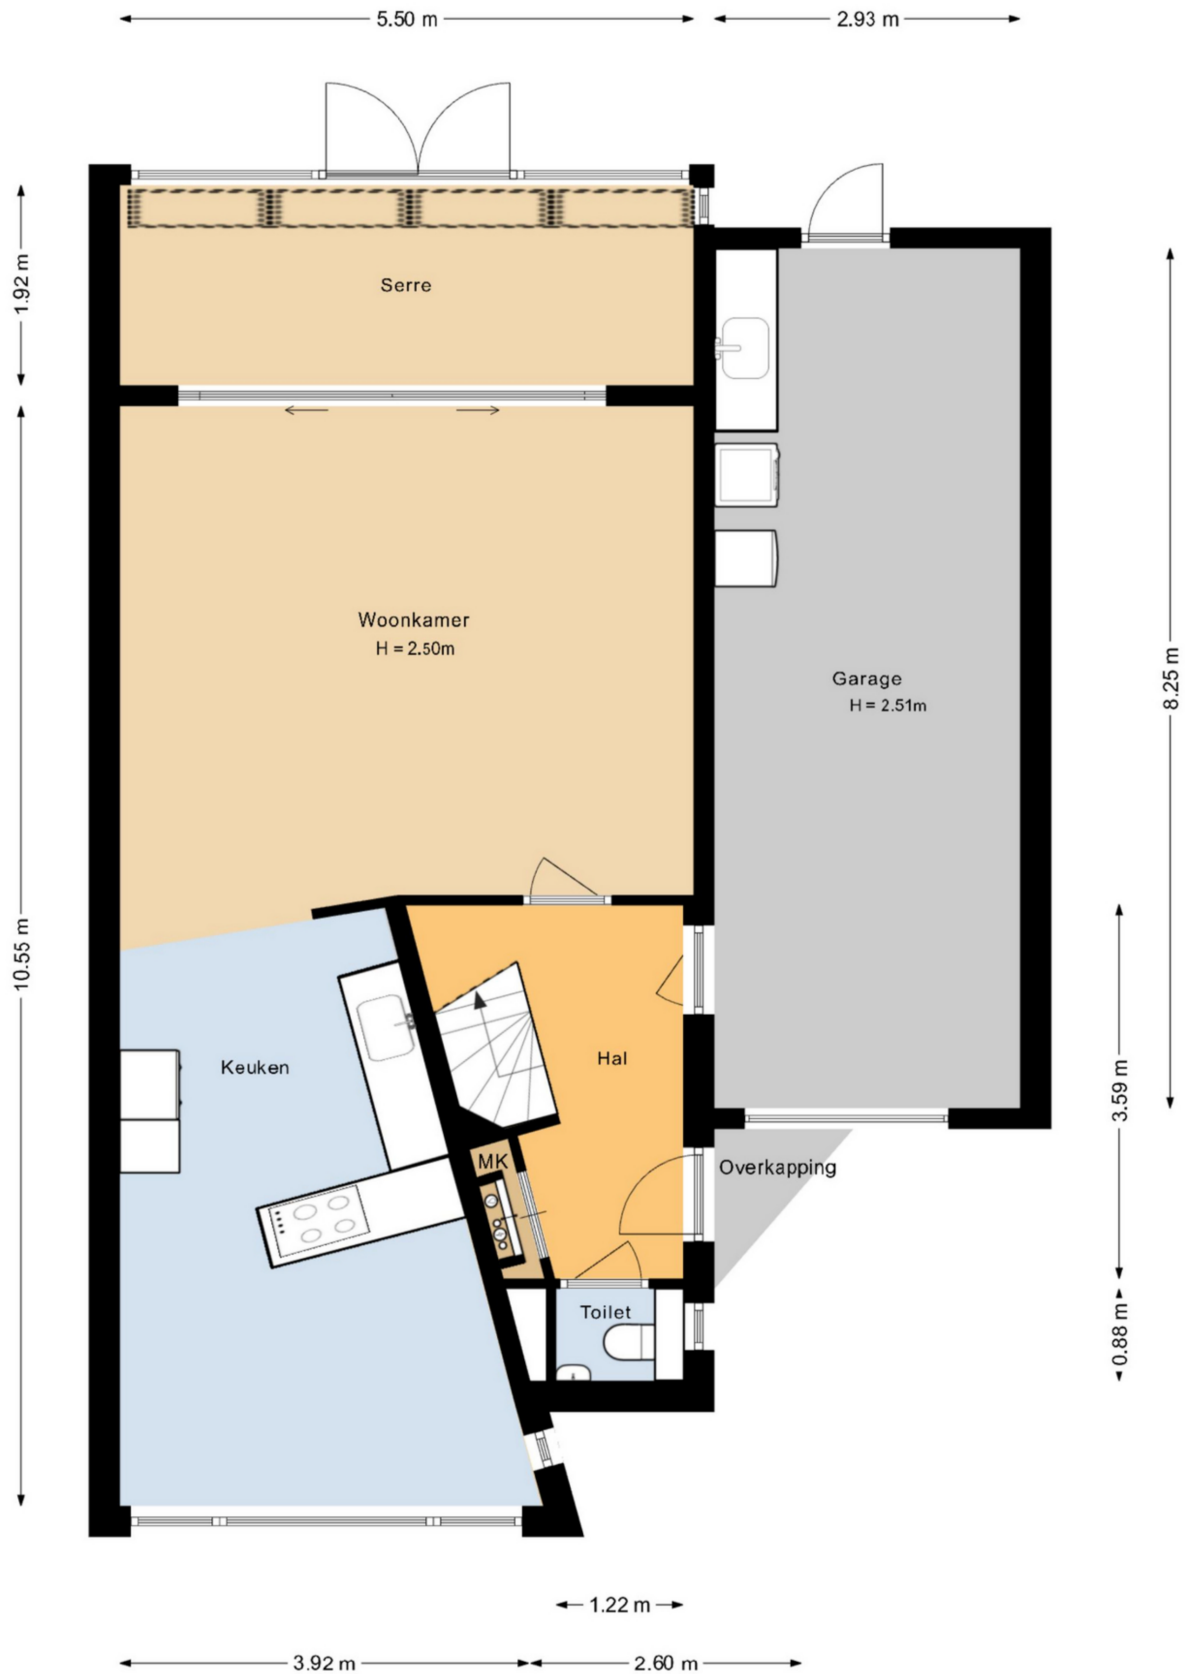 5.50 m
2.93 m
1.92 m
Serre
Woonkamer
H = 2.50m
Garage
H = 2.51m
8.25 m
10.55 m
Keuken
Hal
3.59 m
MK
Overkapping
Toilet
0.88 m
1.22 m
3.92 m
2.60 m